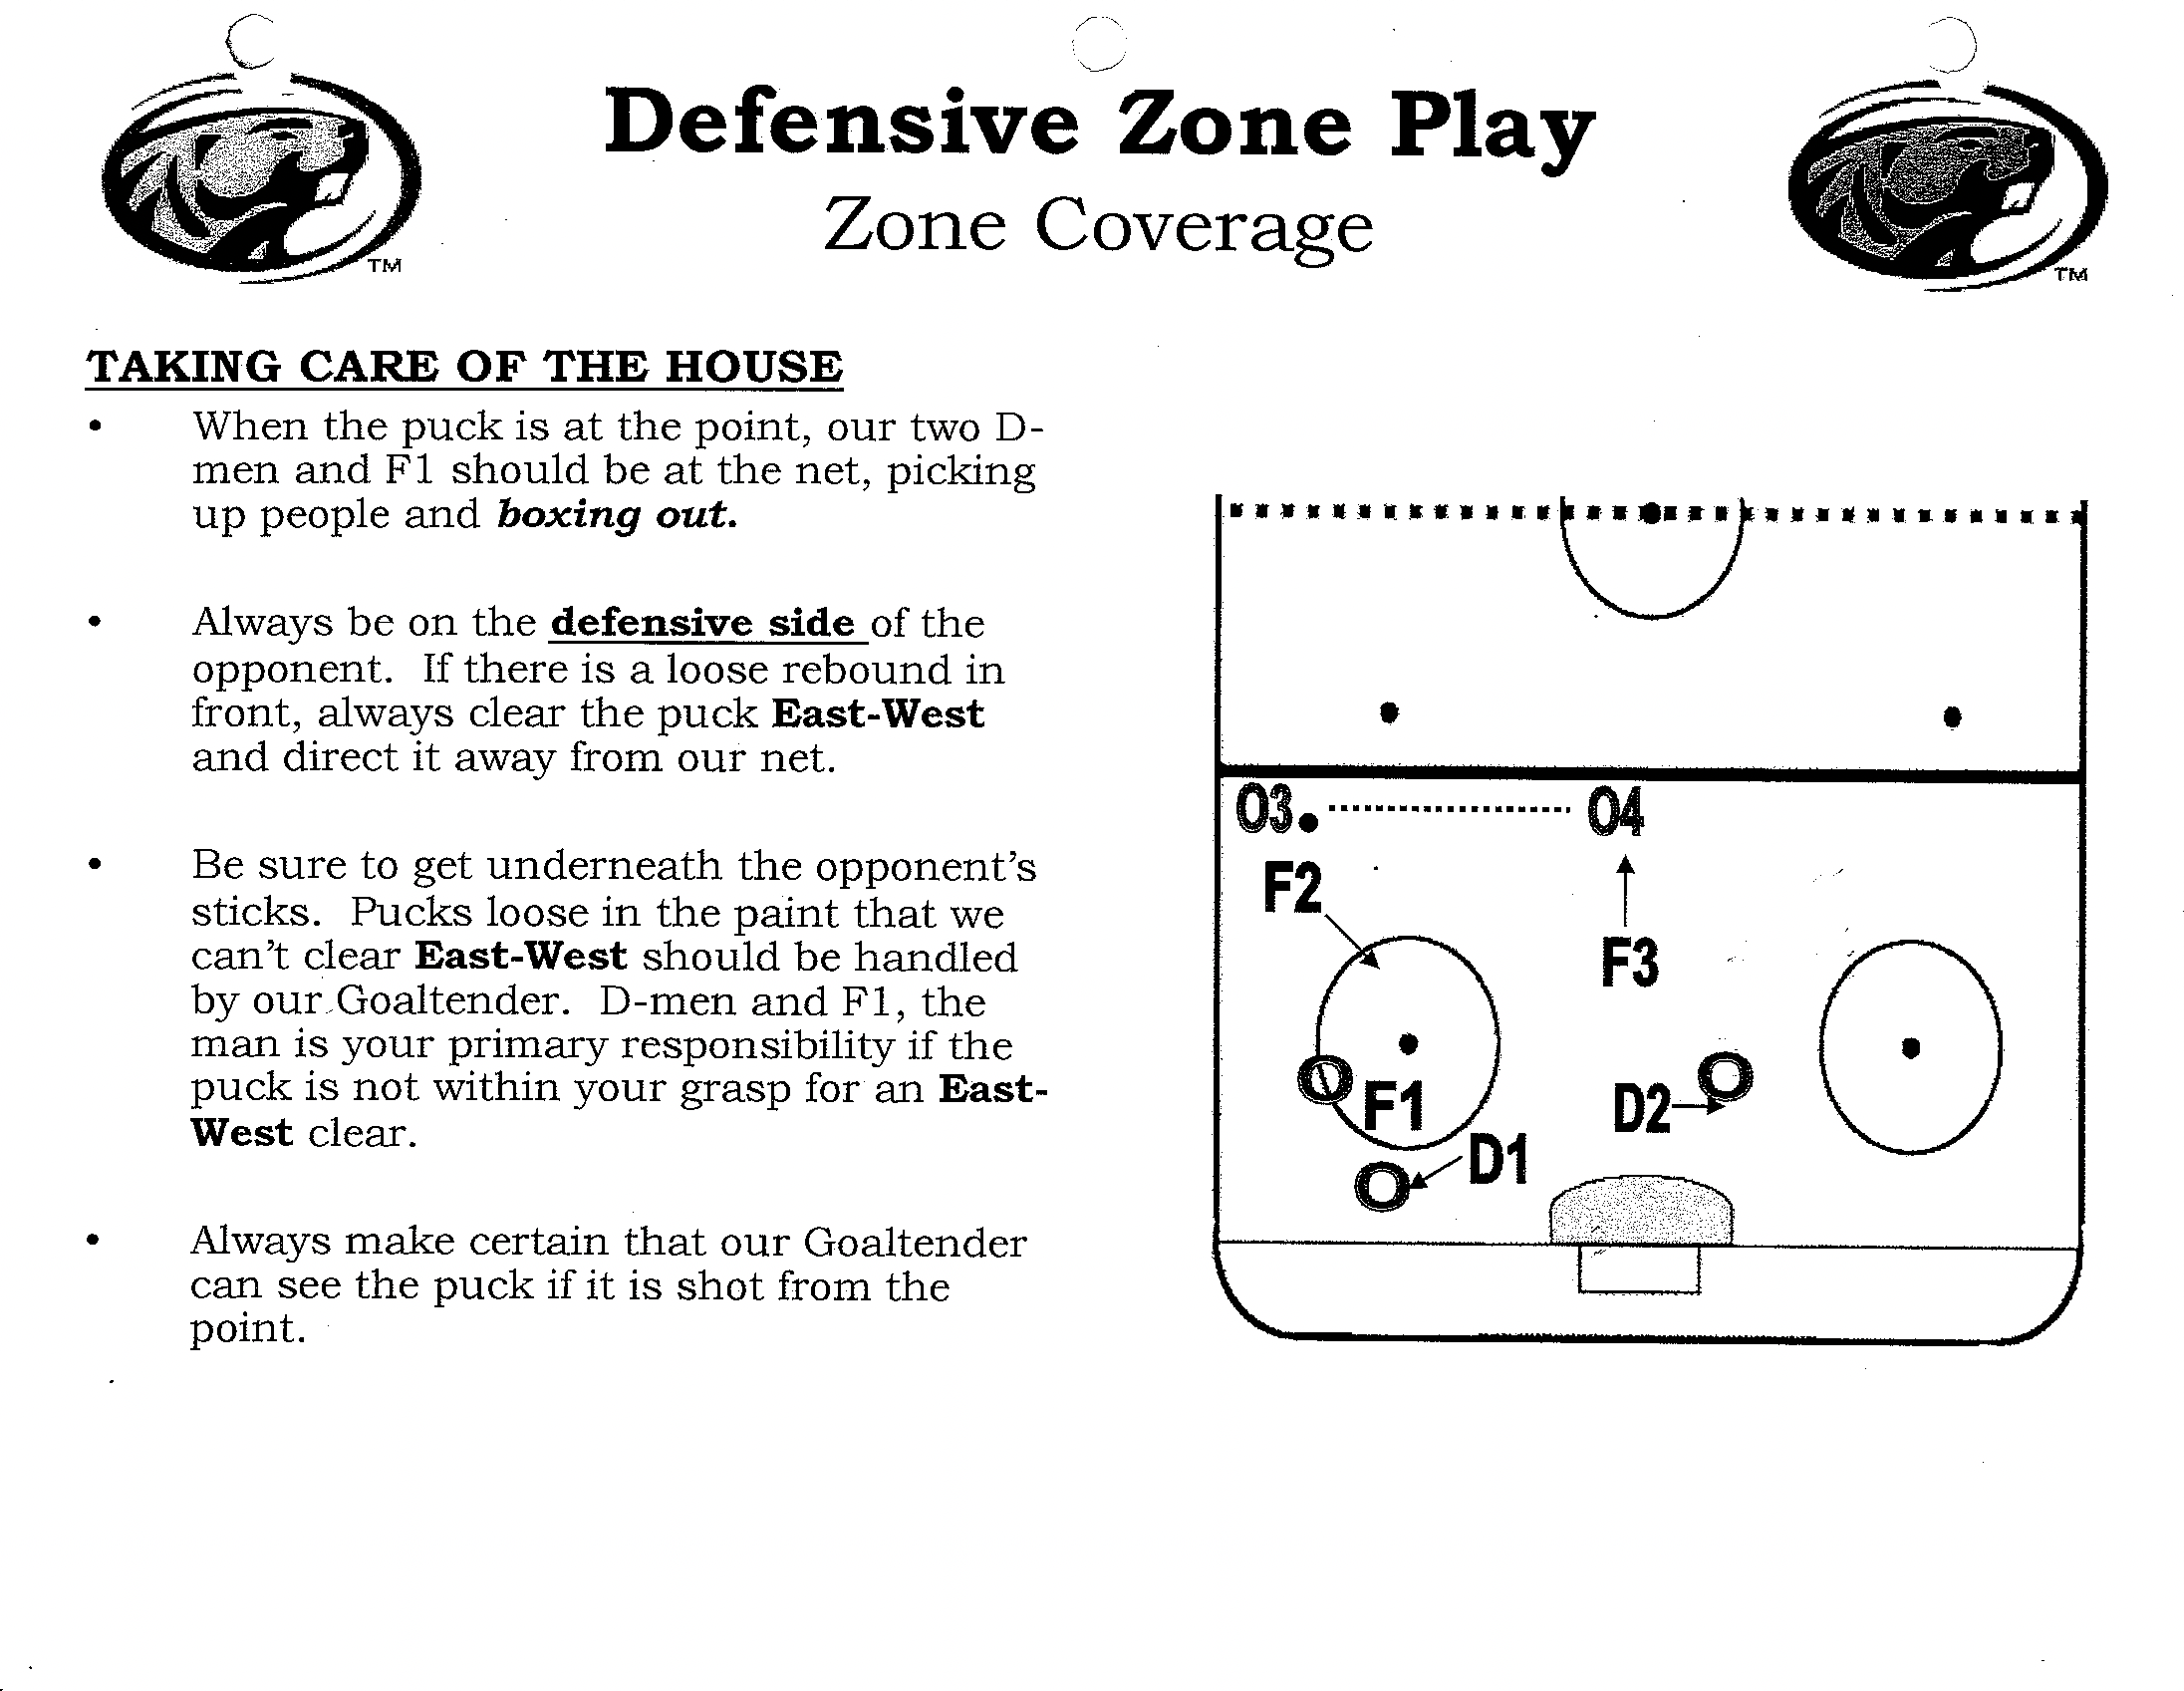 Defensive Zone Play
Zone Coverage
TM
TM
TAKING CARE OF THE HOUSE
• When the puck is at the point, our two D-
men and F1 should be at the net, picking
up people and boxing out.
• Always be on the defensive side of the
opponent. If there is a loose rebound in
front, always clear the puck East-West
and direct it away from our net.
• Be sure to get underneath the opponent's
sticks. Pucks loose in the paint that we
can't clear East-West should be handled
by our Goaltender. D-men and F1, the
man is your primary responsibility if the
puck is not within your grasp for an East-
West clear.
• Always make certain that our Goaltender
can see the puck if it is shot from the
point.
O3
O4
F2
F3
O
F1
D2
O
D1
O